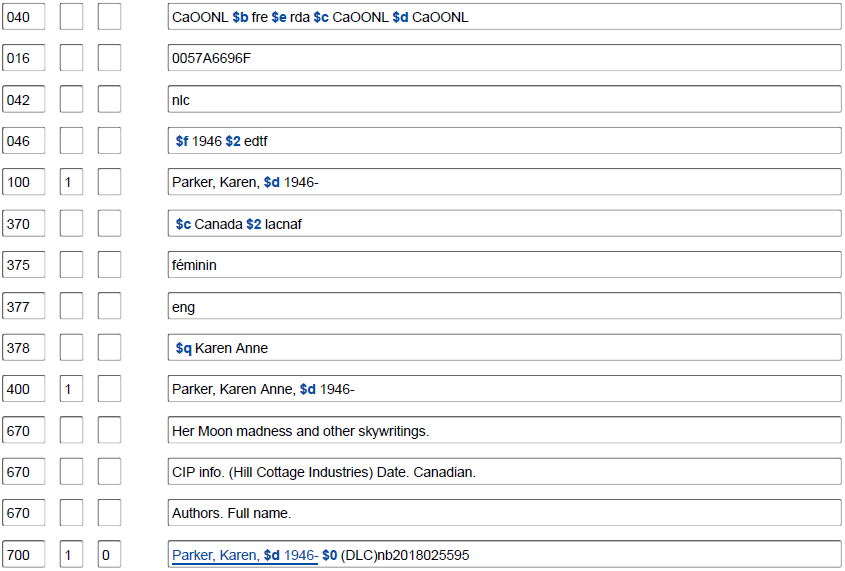 040 CaOONL $b fre $e rda $c CaOONL $d CaOONL
016 0057A6696F
042 nlc
046 $f 1946 $2 edtf
100 1 Parker, Karen, $d 1946-
370 $c Canada $2 lacnaf
375 féminin
377 eng
378 $q Karen Anne
400 1 Parker, Karen Anne, $d 1946-
670 Her Moon madness and other skywritings.
670 CIP info. (Hill Cottage Industries) Date. Canadian.
670 Authors. Full name.
700 1 0 Parker, Karen, $d 1946- $0 (DLC)nb2018025595